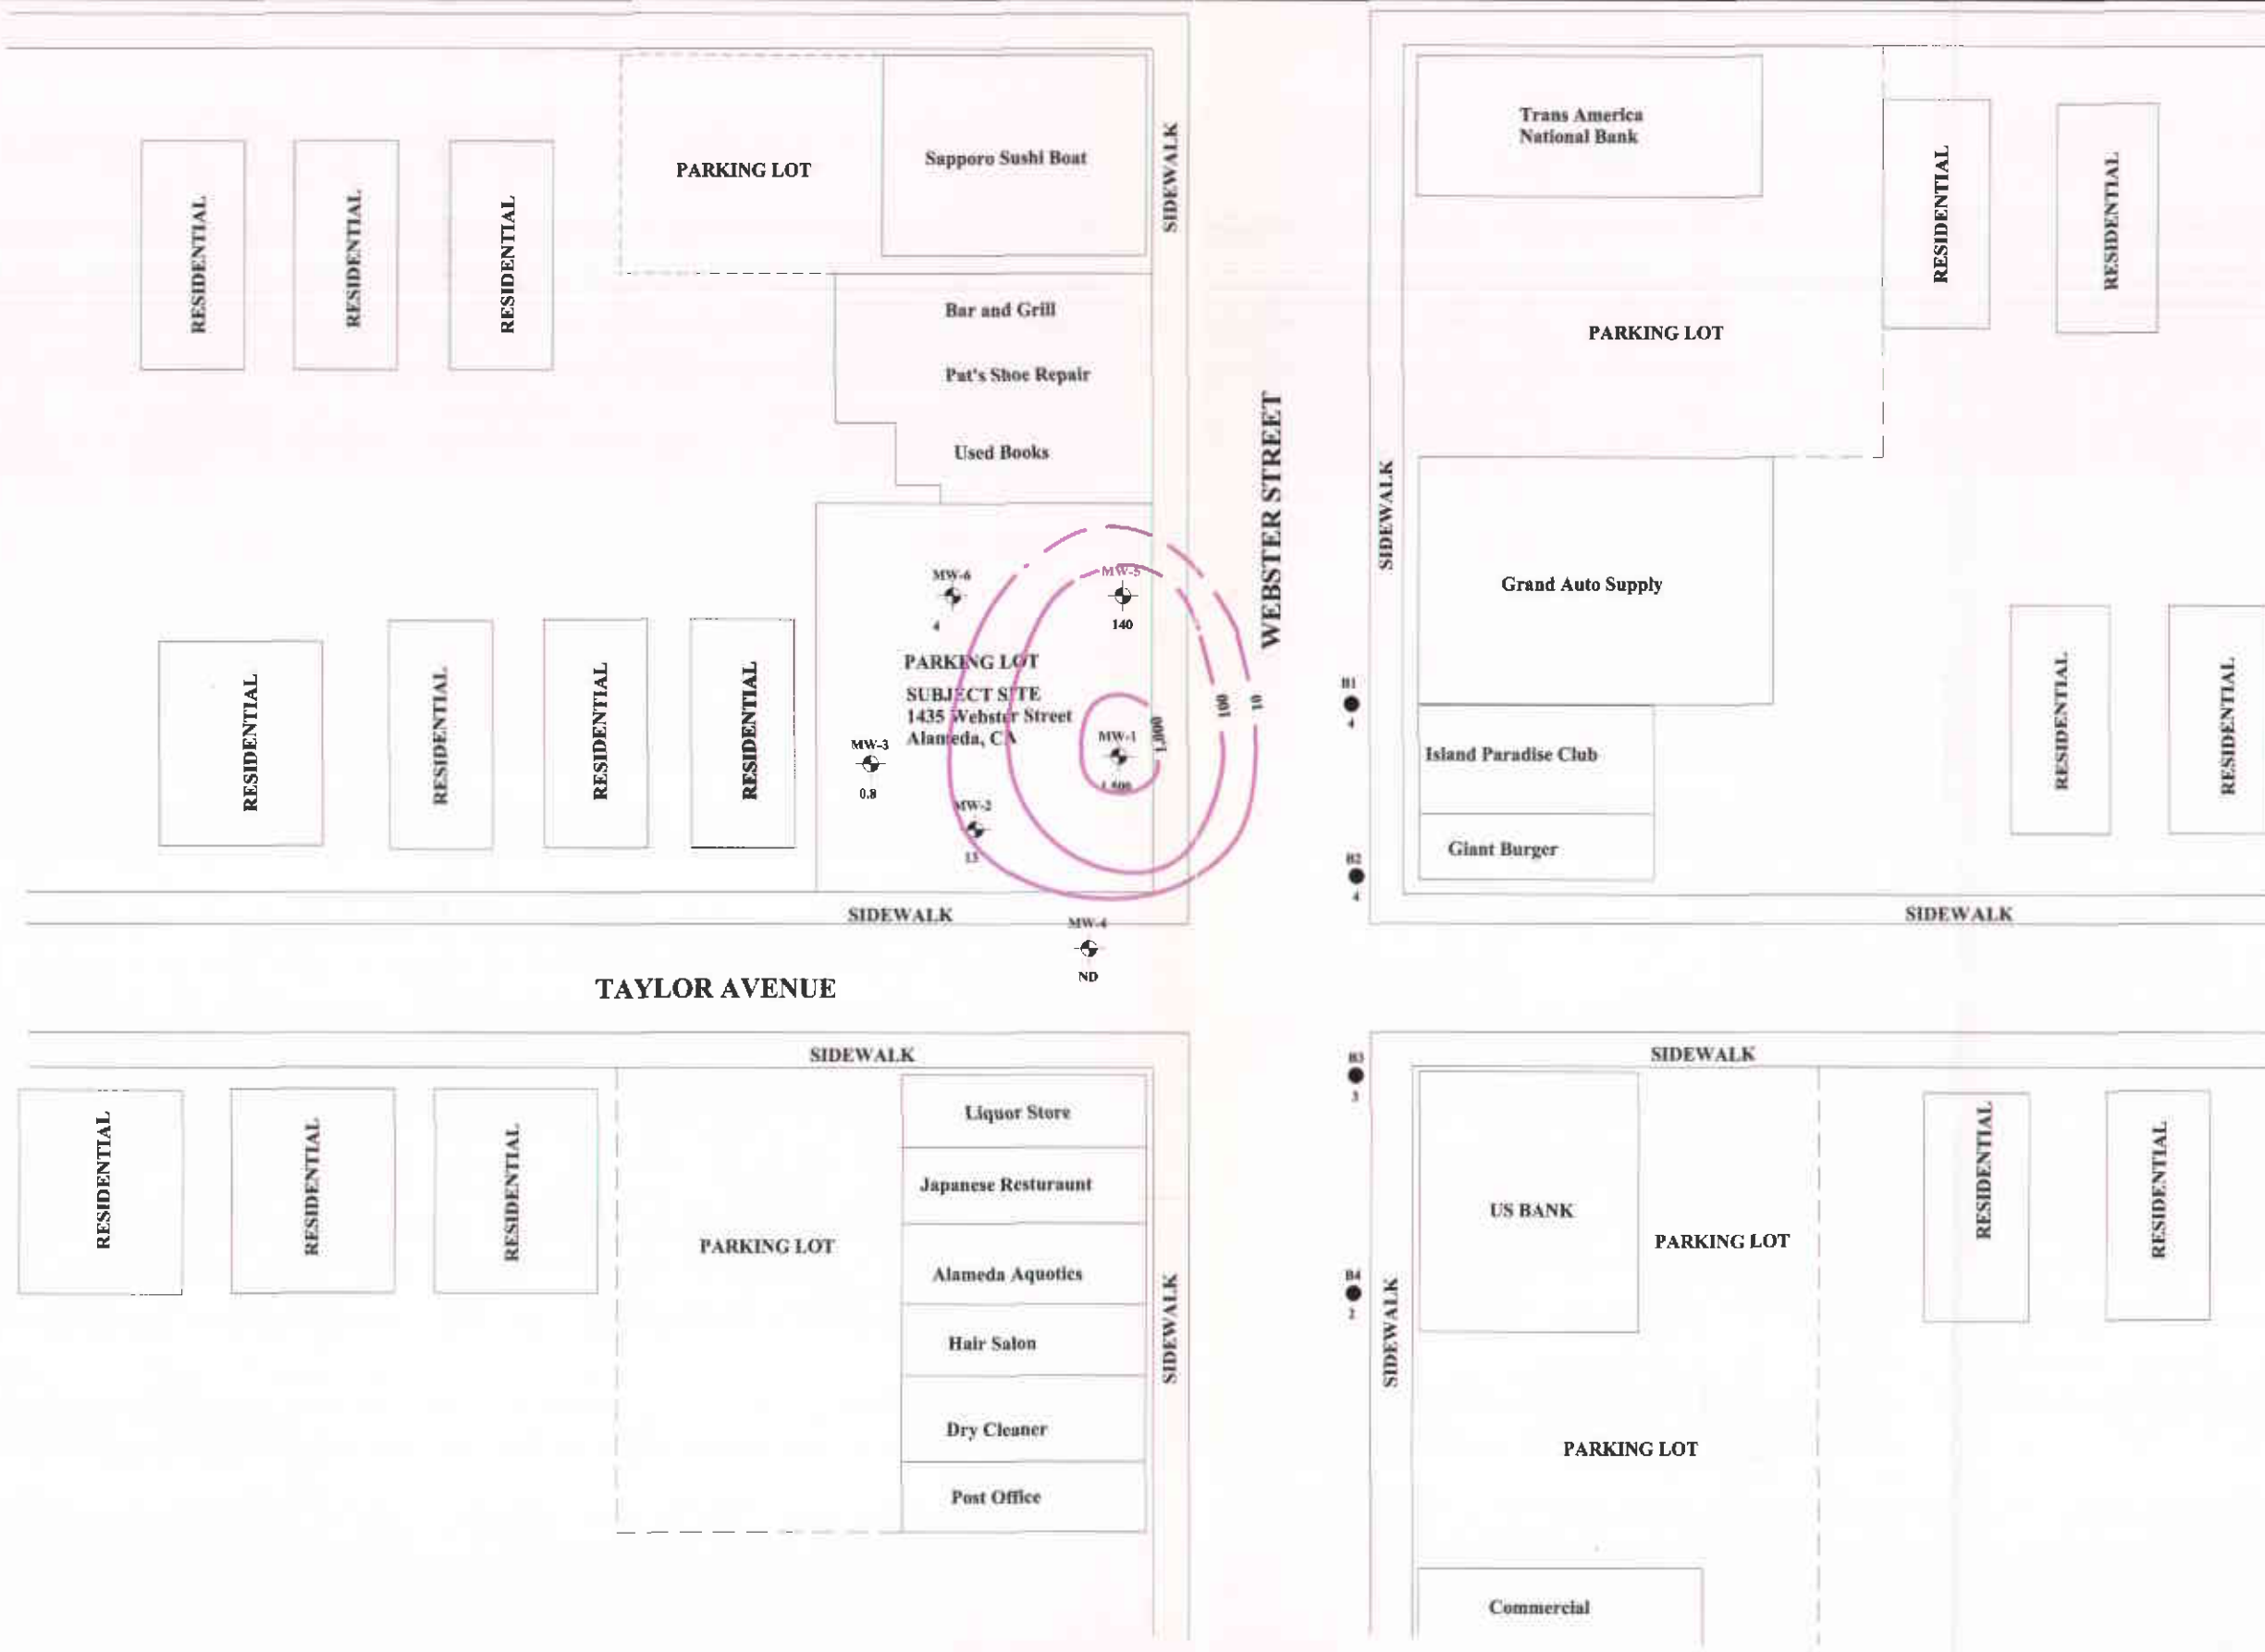 Trans America
National Bank
Sapporo Sushi Boat
PARKING LOT
SIDEWALK
RESIDENTIAL
RESIDENTIAL
RESIDENTIAL
RESIDENTIAL
RESIDENTIAL
Bar and Grill
PARKING LOT
Pat's Shoe Repair
Used Books
WEBSTER STREET
SIDEWALK
MW-6
4
MW-5
140
Grand Auto Supply
PARKING LOT
SUBJECT SITE
1435 Webster Street
Alameda, CA
MW-3
0.8
MW-1
1,800
1,000
100
10
MW-2
13
B1
4
RESIDENTIAL
RESIDENTIAL
RESIDENTIAL
RESIDENTIAL
RESIDENTIAL
RESIDENTIAL
Island Paradise Club
Giant Burger
B2
4
SIDEWALK
SIDEWALK
MW-4
ND
TAYLOR AVENUE
SIDEWALK
SIDEWALK
B3
3
Liquor Store
Japanese Resturaunt
RESIDENTIAL
RESIDENTIAL
RESIDENTIAL
RESIDENTIAL
RESIDENTIAL
US BANK
PARKING LOT
PARKING LOT
Alameda Aquotics
B4
2
SIDEWALK
SIDEWALK
Hair Salon
Dry Cleaner
PARKING LOT
Post Office
Commercial